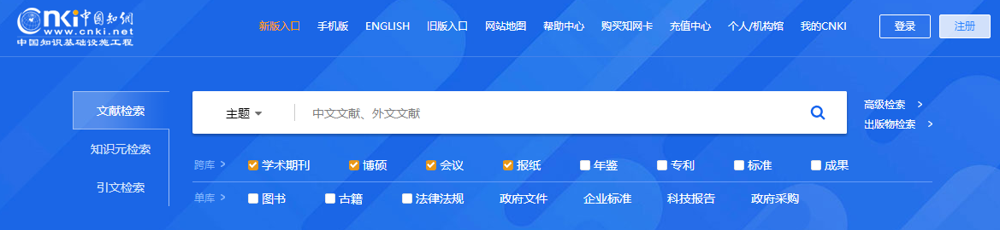 cnki 中国知网
www.cnki.net
中国知识基础设施工程
新版入口 手机版 ENGLISH 旧版入口 网站地图 帮助中心 购买知网卡 充值中心 个人/机构馆 我的CNKI 登录 注册
文献检索
知识元检索
引文检索
主题 中文文献、外文文献
高级检索 >
出版物检索 >
跨库 > 学术期刊 博硕 会议 报纸 年鉴 专利 标准 成果
单库 > 图书 古籍 法律法规 政府文件 企业标准 科技报告 政府采购